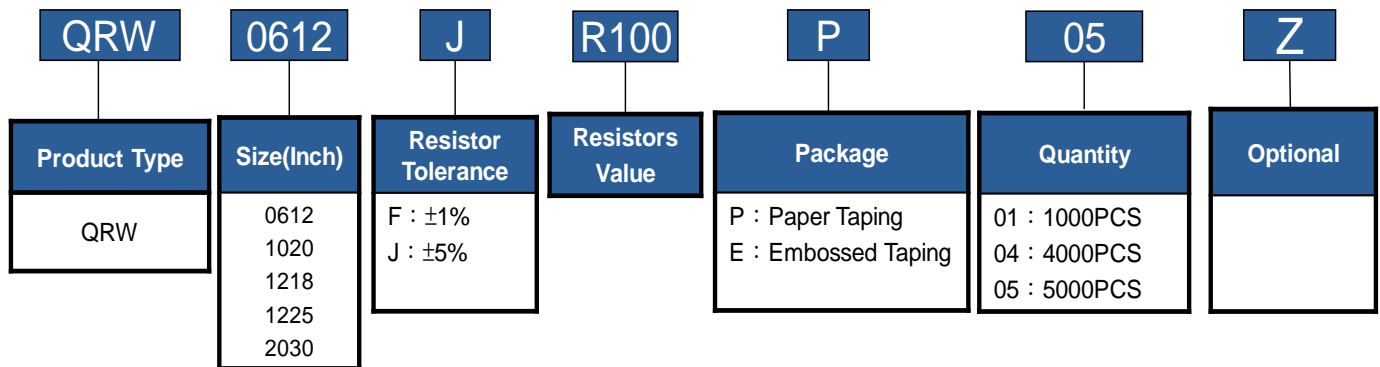 QRW 0612 J R100 P 05 Z
Product Type
QRW
Size(Inch)
0612
1020
1218
1225
2030
Resistor
Tolerance
F：±1%
J：±5%
Resistors
Value
Package
P：Paper Taping
E：Embossed Taping
Quantity
01：1000PCS
04：4000PCS
05：5000PCS
Optional